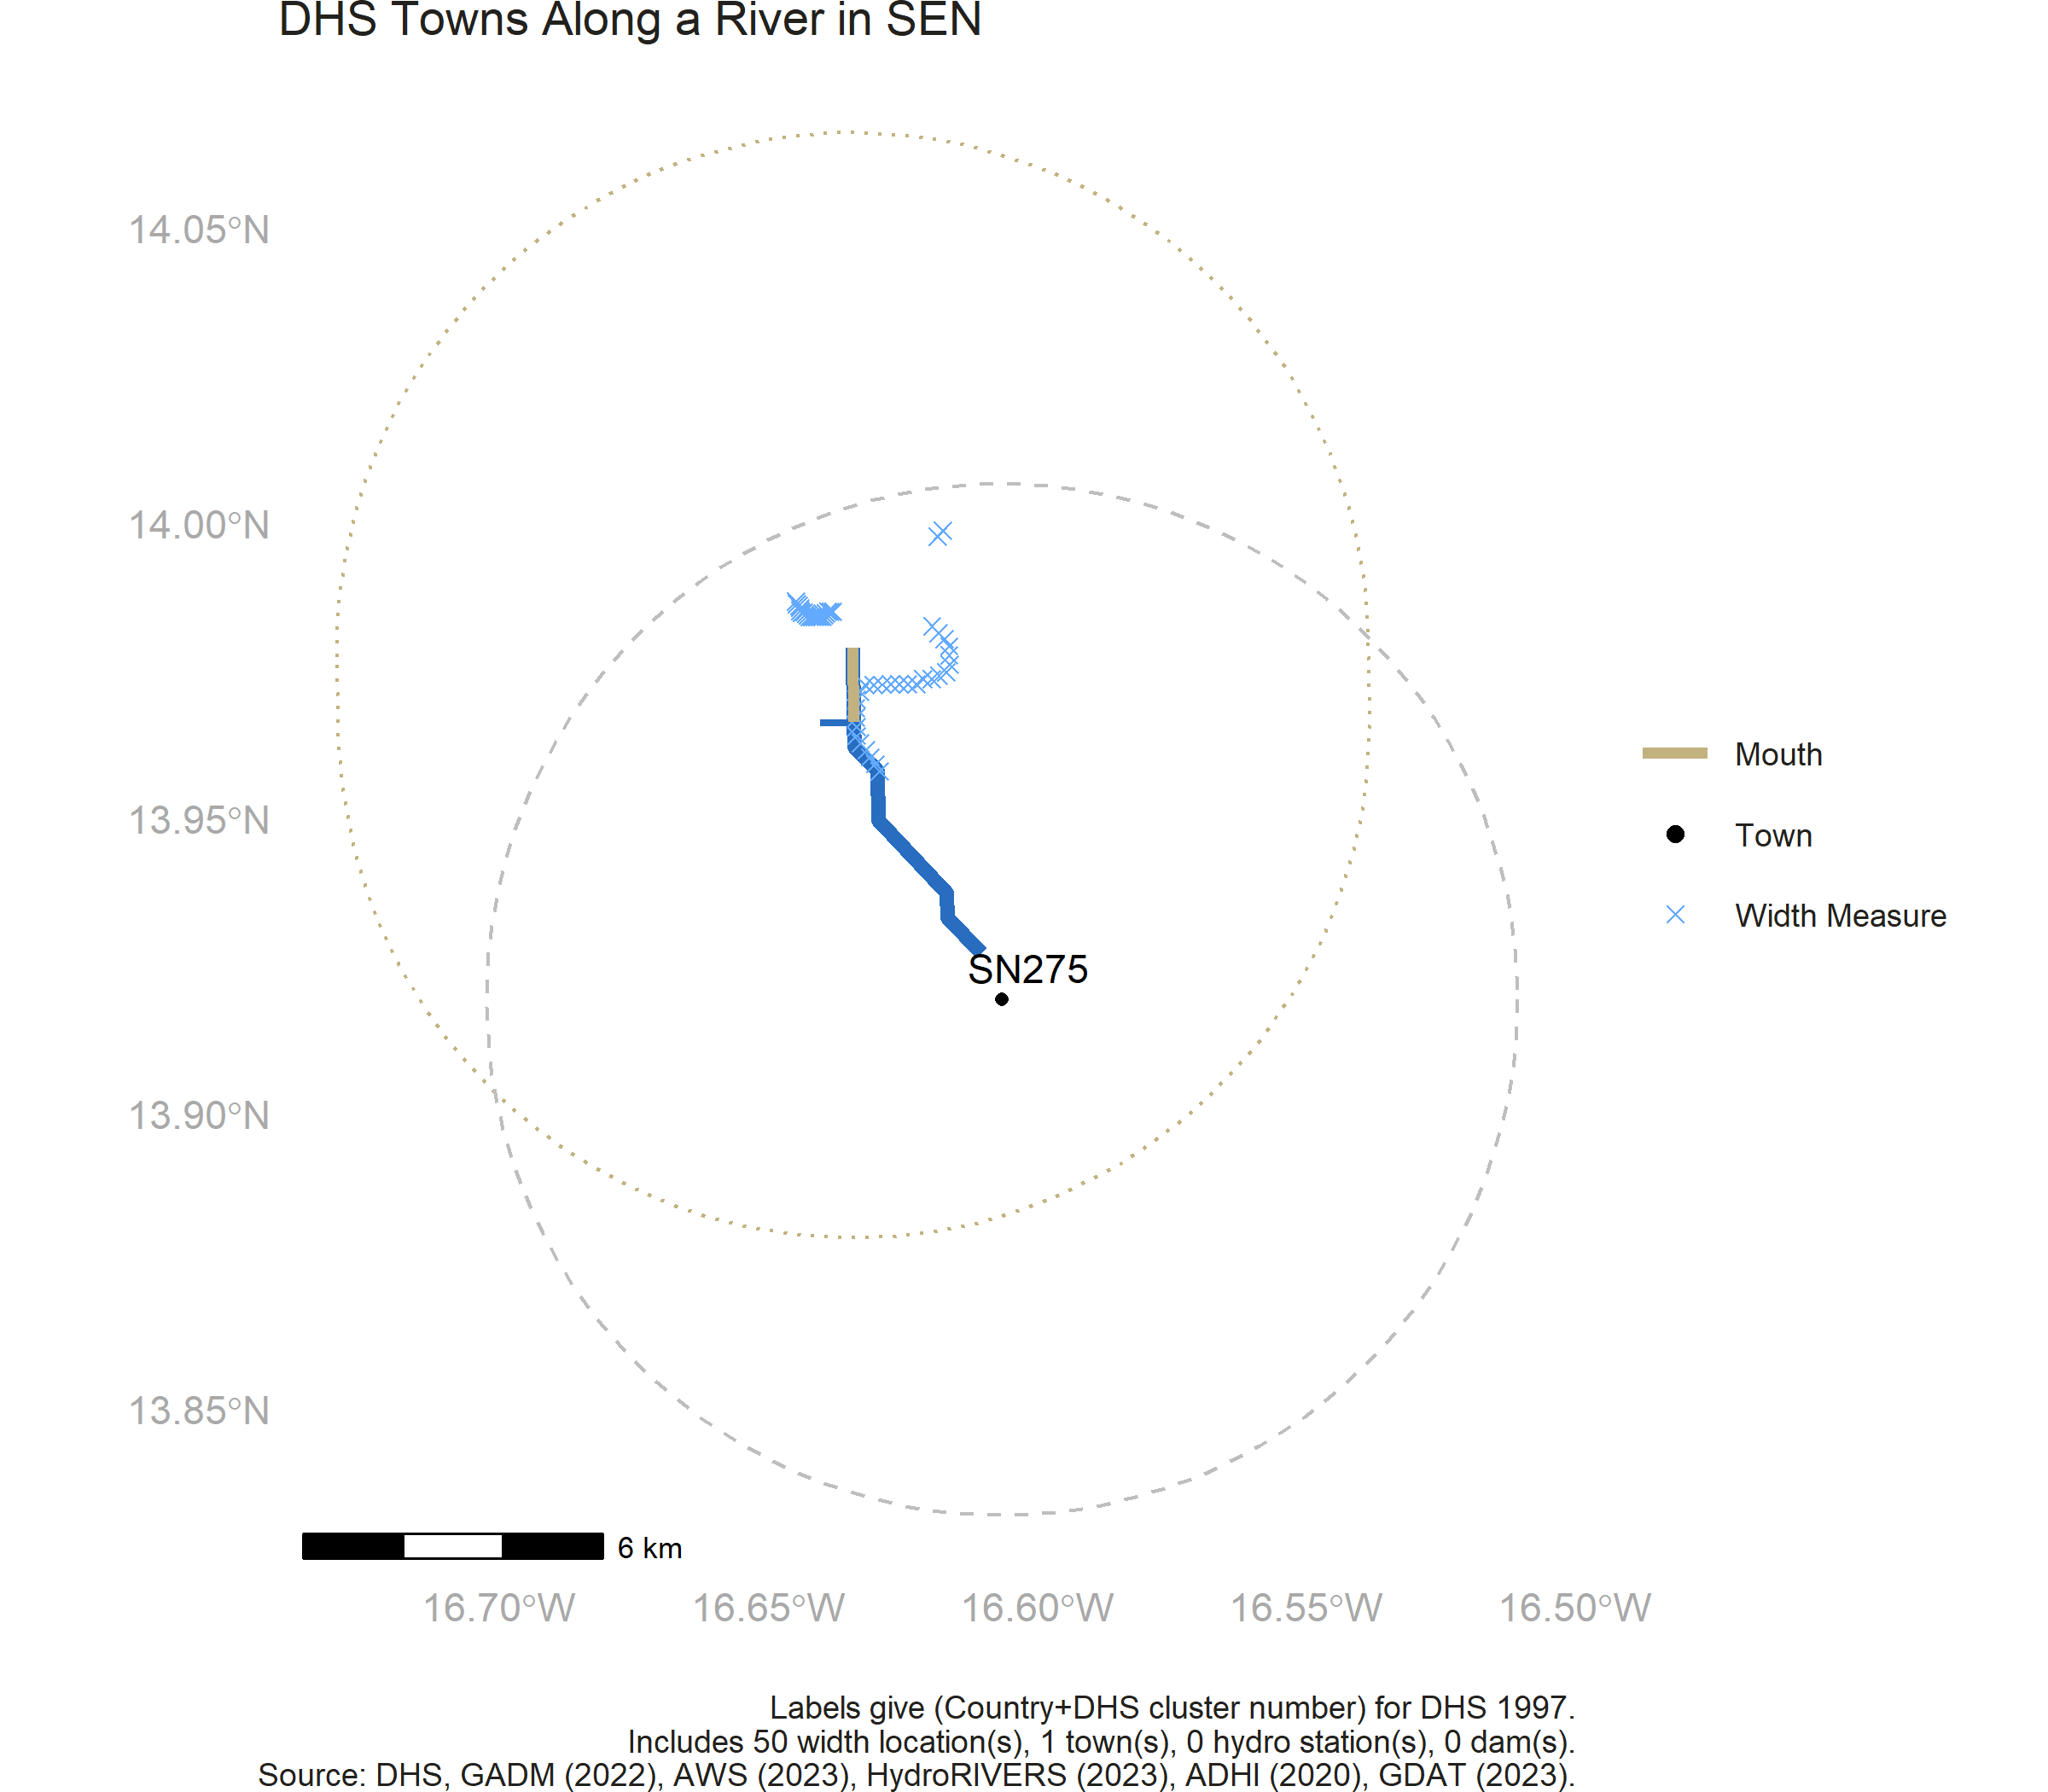 DHS Towns Along a River in SEN
14.05°N
14.00°N
13.95°N
13.90°N
13.85°N
SN275
Mouth
Town
Width Measure
6 km
16.70°W 16.65°W 16.60°W 16.55°W 16.50°W
Labels give (Country+DHS cluster number) for DHS 1997.
Includes 50 width location(s), 1 town(s), 0 hydro station(s), 0 dam(s).
Source: DHS, GADM (2022), AWS (2023), HydroRIVERS (2023), ADHI (2020), GDAT (2023).